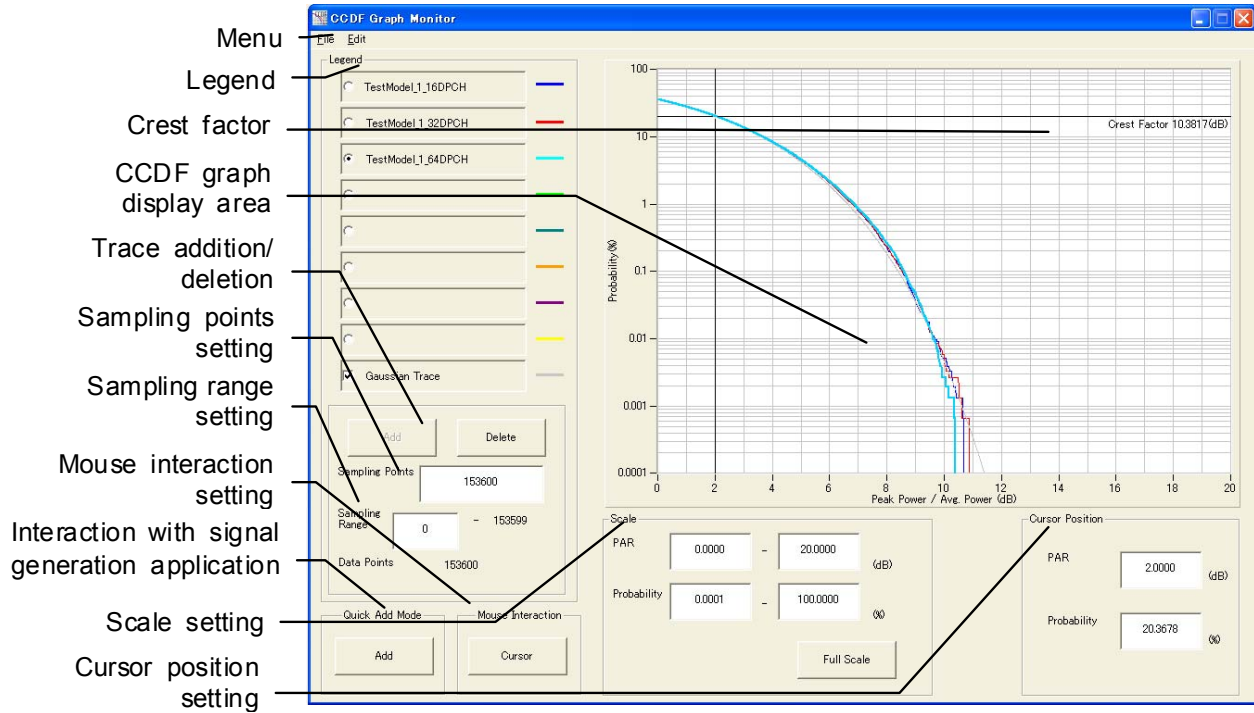 CCDF Graph Monitor
File Edit
Menu
Legend
Crest factor
CCDF graph
display area
Trace addition/
deletion
Sampling points
setting
Sampling range
setting
Mouse interaction
setting
Interaction with signal
generation application
Scale setting
Cursor position
setting
Legend
TestModel_1_16DPCH
TestModel_1_32DPCH
TestModel_1_64DPCH
Gaussian Trace
Add Delete
Sampling Points 153600
Sampling
Range 0 - 153599
Data Points 153600
Quick Add Mode
Add
Mouse Interaction
Cursor
Probability(%)
100
10
1
0.1
0.01
0.001
0.0001
Crest Factor 10.3817(dB)
0 2 4 6 8 10 12 14 16 18 20
Peak Power / Avg. Power (dB)
Scale
PAR 0.0000 - 20.0000 (dB)
Probability 0.0001 - 100.0000 (%)
Full Scale
Cursor Position
PAR 2.0000 (dB)
Probability 20.3678 (%)